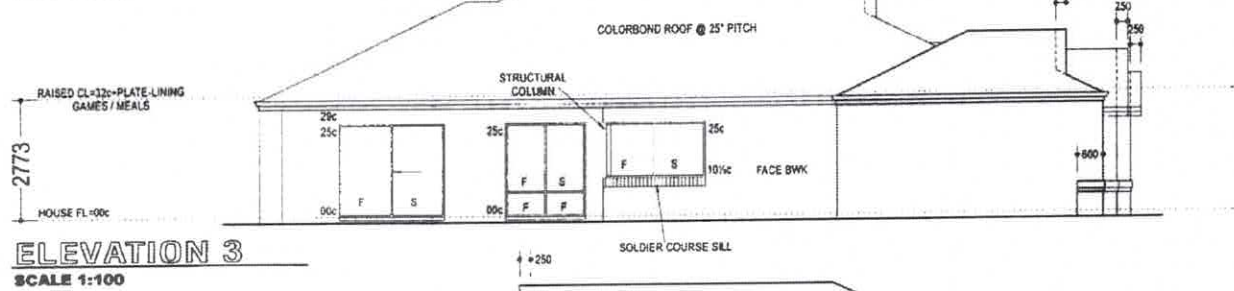 250
250
COLORBOND ROOF @ 25° PITCH
STRUCTURAL
COLUMN
RAISED CL=32c+PLATE-LINING
GAMES / MEALS
29c
25c
25c
25c
2773
F S
F S
10½c
FACE BWK
600
F S
F F
00c
00c
HOUSE FL=00c
ELEVATION 3
SCALE 1:100
SOLDIER COURSE SILL
250